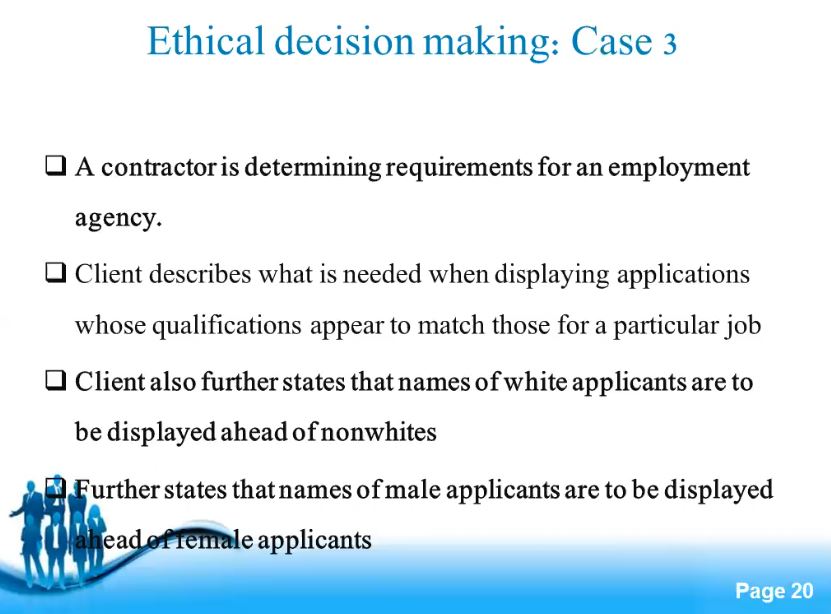 Ethical decision making: Case 3
❑ A contractor is determining requirements for an employment
agency.
❑ Client describes what is needed when displaying applications
whose qualifications appear to match those for a particular job
❑ Client also further states that names of white applicants are to
be displayed ahead of nonwhites
❑ Further states that names of male applicants are to be displayed
ahead of female applicants
Page 20